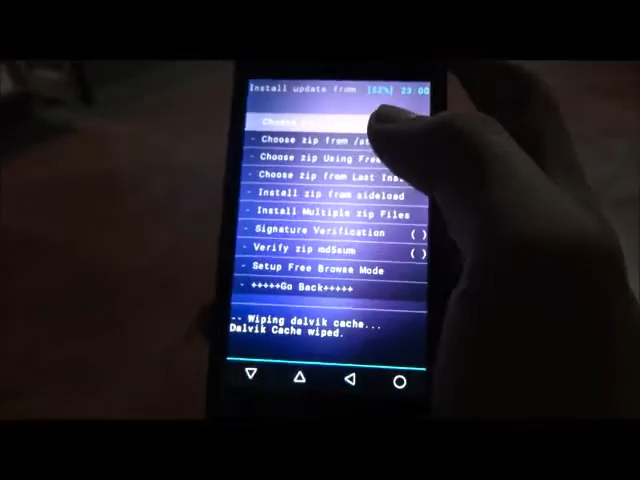 Install update from [52%] 23:00
Choose
- Choose zip from
- Choose zip Using
- Choose zip from Last
- Install zip from sideload
- Install Multiple zip Files
- Signature Verification ( )
- Verify zip md5sum ( )
- Setup Free Browse Mode
- +++++Go Back+++++
-- Wiping dalvik cache...
Dalvik Cache wiped.